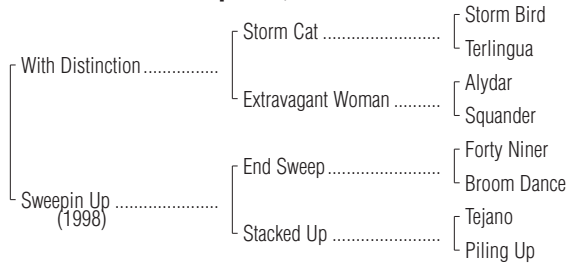 Storm Bird
Storm Cat ......................
Terlingua
With Distinction ..............
Alydar
Extravagant Woman .........
Squander
Forty Niner
End Sweep .....................
Broom Dance
Sweepin Up ...................
(1998)
Tejano
Stacked Up ....................
Piling Up